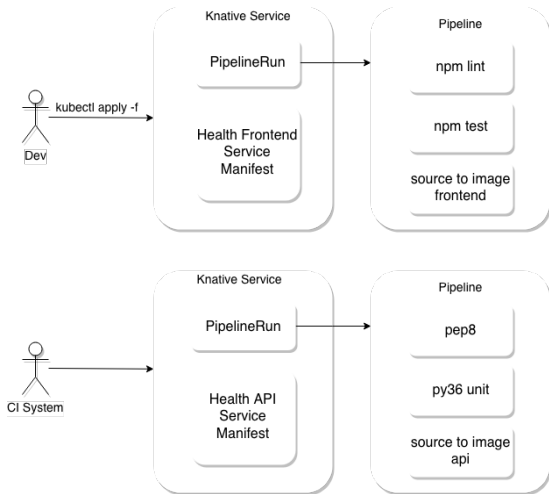 Knative Service
Pipeline
PipelineRun
npm lint
kubectl apply -f
Dev
Health Frontend
Service
Manifest
npm test
source to image
frontend
Knative Service
Pipeline
PipelineRun
pep8
CI System
Health API
Service
Manifest
py36 unit
source to image
api